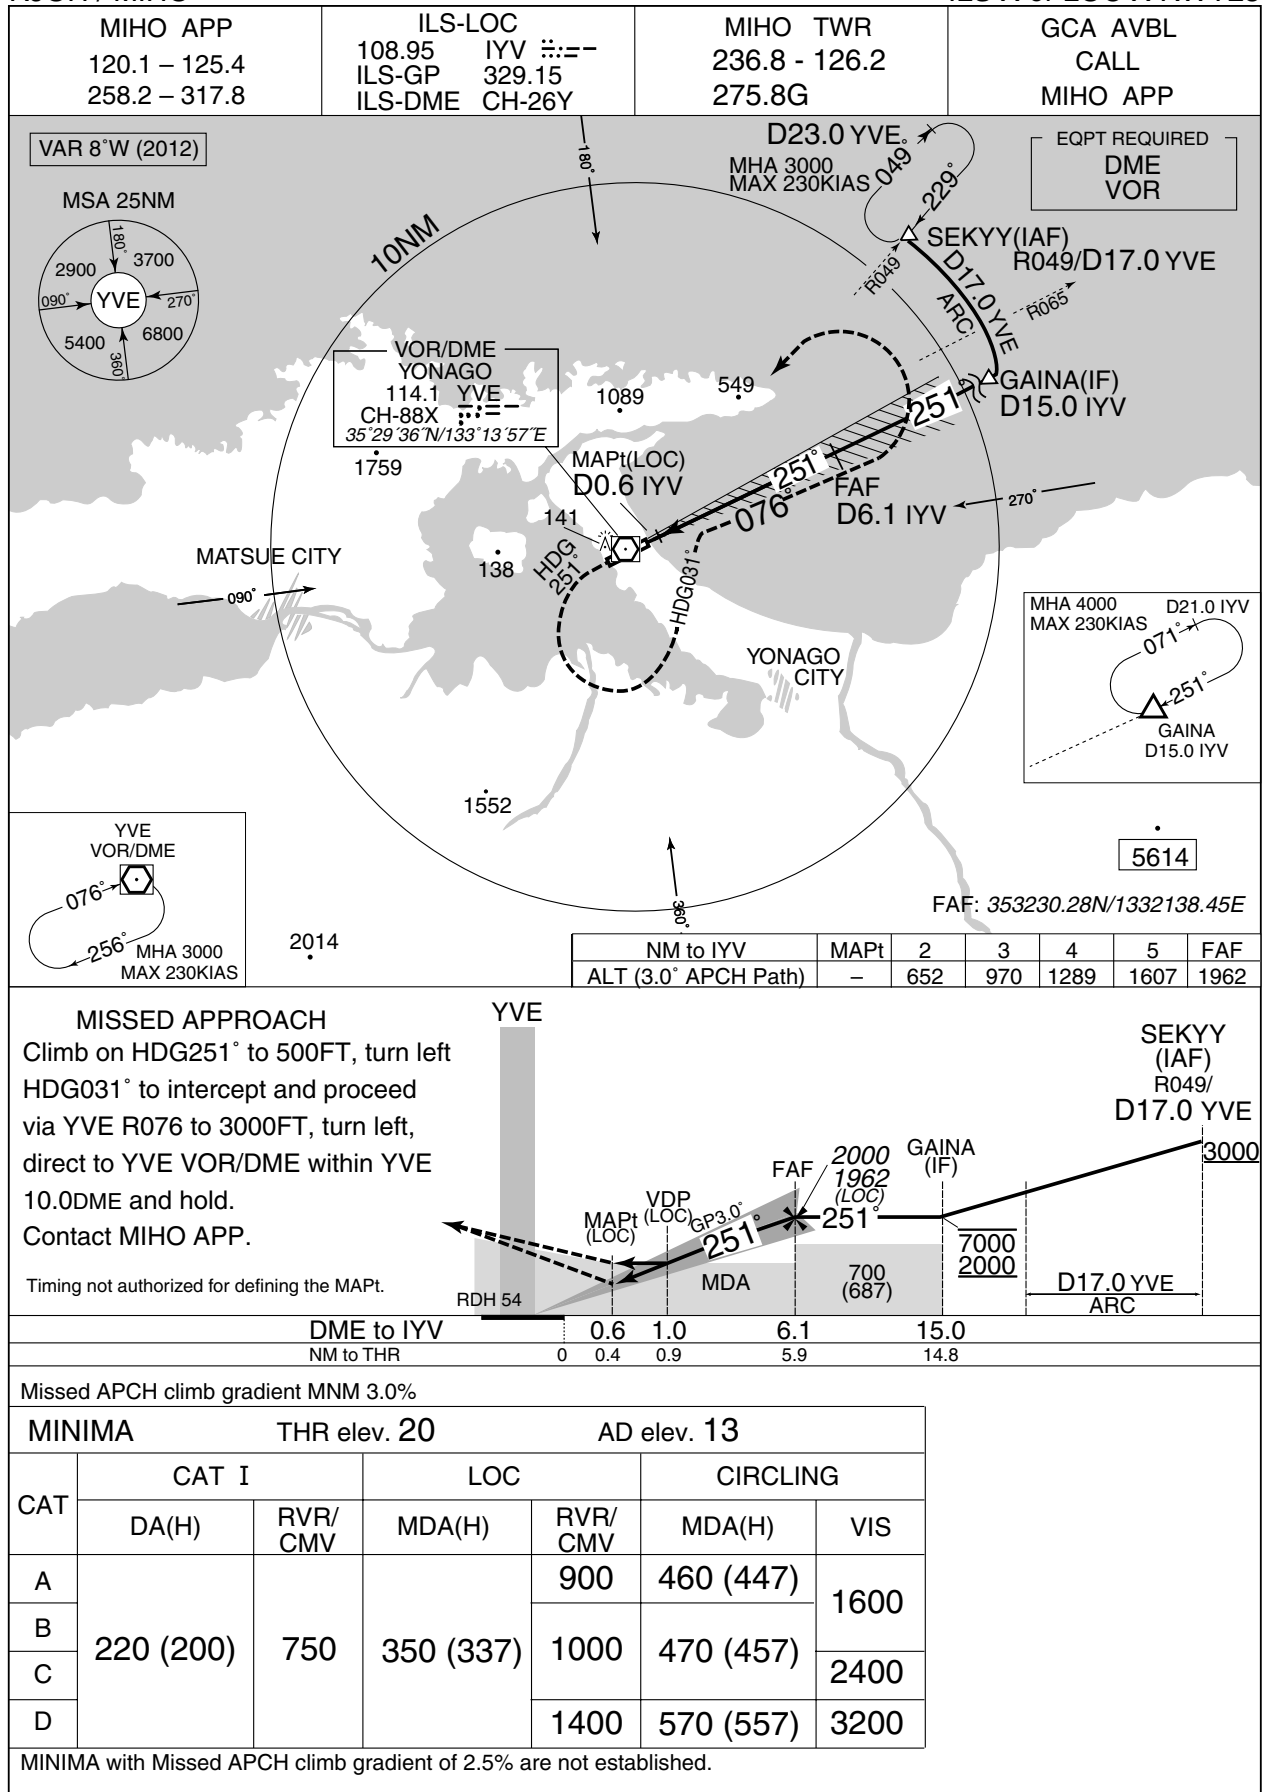 MIHO APP
120.1 – 125.4
258.2 – 317.8
ILS-LOC
108.95 IYV
ILS-GP 329.15
ILS-DME CH-26Y
MIHO TWR
236.8 - 126.2
275.8G
GCA AVBL
CALL
MIHO APP
VAR 8°W (2012)
MSA 25NM
180°
2900
3700
090°
YVE
270°
5400
6800
360°
10NM
180°
D23.0 YVE
MHA 3000
MAX 230KIAS
049°
229°
EQPT REQUIRED
DME
VOR
SEKYY(IAF)
R049/D17.0 YVE
R049
D17.0 YVE
ARC
R065
GAINA(IF)
D15.0 IYV
VOR/DME
YONAGO
114.1 YVE
CH-88X
35°29´36˝N/133°13´57˝E
1759
1089
549
251°
MAPt(LOC)
D0.6 IYV
251°
076°
FAF
D6.1 IYV
270°
141
138
HDG
251°
HDG031°
MATSUE CITY
090°
YONAGO
CITY
MHA 4000
MAX 230KIAS
D21.0 IYV
071°
251°
GAINA
D15.0 IYV
1552
5614
360°
YVE
VOR/DME
076°
256°
MHA 3000
MAX 230KIAS
2014
FAF: 353230.28N/1332138.45E
NM to IYV MAPt 2 3 4 5 FAF
ALT (3.0° APCH Path) – 652 970 1289 1607 1962
MISSED APPROACH
Climb on HDG251° to 500FT, turn left
HDG031° to intercept and proceed
via YVE R076 to 3000FT, turn left,
direct to YVE VOR/DME within YVE
10.0DME and hold.
Contact MIHO APP.
Timing not authorized for defining the MAPt.
YVE
SEKYY
(IAF)
R049/
D17.0 YVE
3000
GAINA
(IF)
2000
1962
(LOC)
FAF
VDP
(LOC)
MAPt
(LOC)
GP3.0°
251°
251°
7000
2000
MDA
700
(687)
D17.0 YVE
ARC
RDH 54
DME to IYV 0.6 1.0 6.1 15.0
NM to THR 0 0.4 0.9 5.9 14.8
Missed APCH climb gradient MNM 3.0%
MINIMA THR elev. 20 AD elev. 13
CAT
CAT I LOC CIRCLING
DA(H) RVR/CMV MDA(H) RVR/CMV MDA(H) VIS
A 900 460 (447) 1600
B 220 (200) 750 350 (337) 1000 470 (457)
C 2400
D 1400 570 (557) 3200
MINIMA with Missed APCH climb gradient of 2.5% are not established.